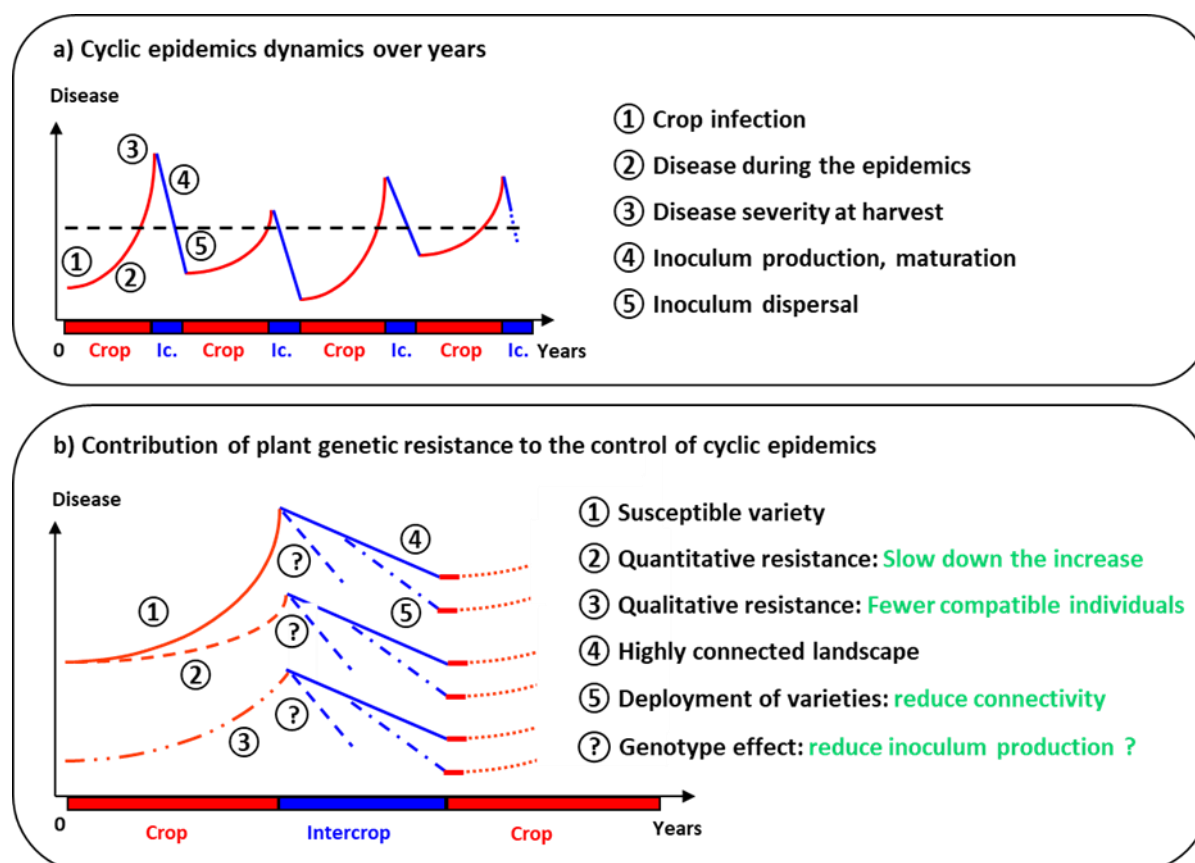 a) Cyclic epidemics dynamics over years
Disease
① Crop infection
② Disease during the epidemics
③ Disease severity at harvest
④ Inoculum production, maturation
⑤ Inoculum dispersal
③
④
⑤
①
②
0 Crop Ic. Crop Ic. Crop Ic. Crop Ic. Years
b) Contribution of plant genetic resistance to the control of cyclic epidemics
Disease
① Susceptible variety
② Quantitative resistance: Slow down the increase
③ Qualitative resistance: Fewer compatible individuals
④ Highly connected landscape
⑤ Deployment of varieties: reduce connectivity
? Genotype effect: reduce inoculum production ?
④
?
①
?
⑤
②
?
③
0 Crop Intercrop Crop Years